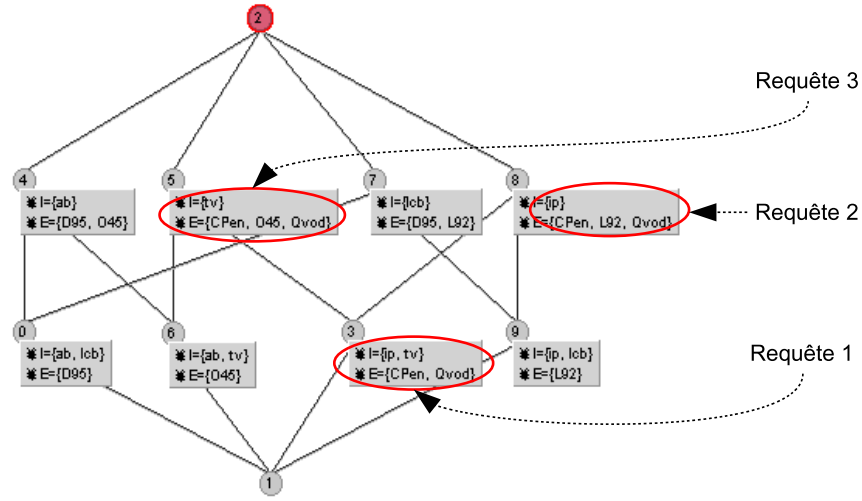 2
Requête 3
4
5
7
8
I={ab}
E={D95, O45}
I={tv}
E={CPen, O45, Qvod}
I={lcb}
E={D95, L92}
I={ip}
E={CPen, L92, Qvod}
Requête 2
0
6
3
9
I={ab, lcb}
E={D95}
I={ab, tv}
E={O45}
I={ip, tv}
E={CPen, Qvod}
I={ip, lcb}
E={L92}
Requête 1
1